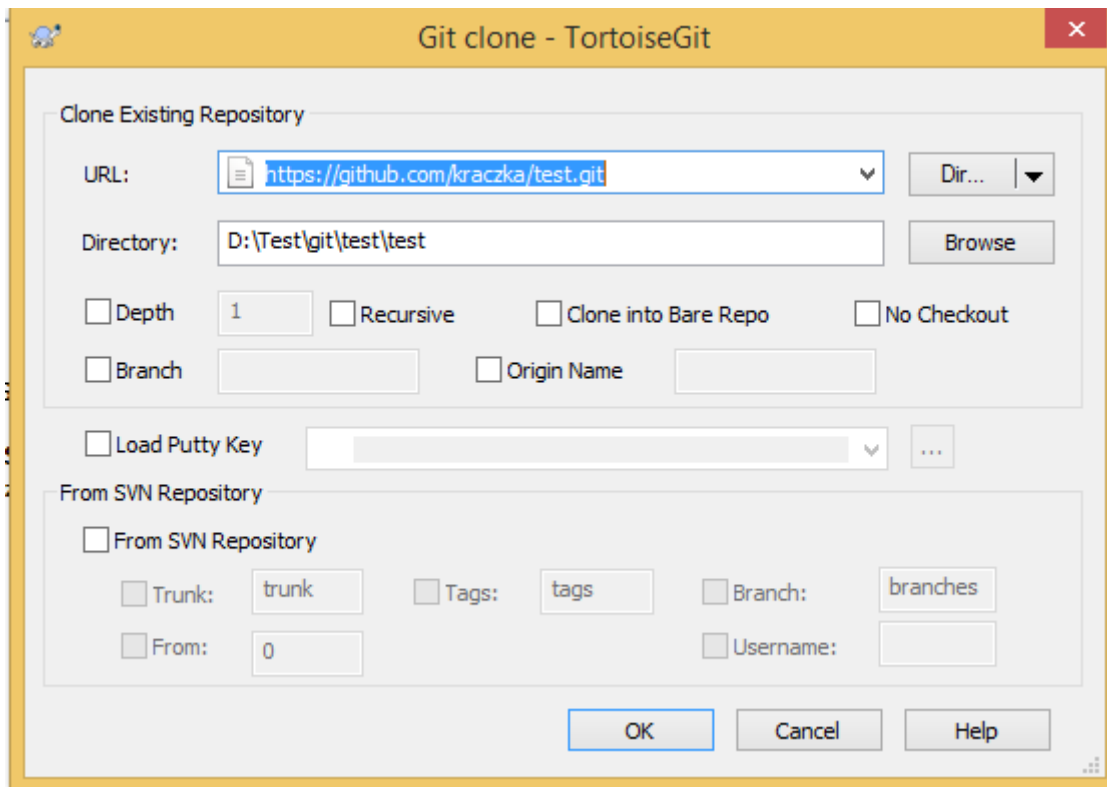 Git clone - TortoiseGit
Clone Existing Repository
URL: https://github.com/kraczka/test.git Dir...
Directory: D:\Test\git\test\test Browse
Depth 1 Recursive Clone into Bare Repo No Checkout
Branch Origin Name
Load Putty Key ...
From SVN Repository
From SVN Repository
Trunk: trunk Tags: tags Branch: branches
From: 0 Username:
OK Cancel Help